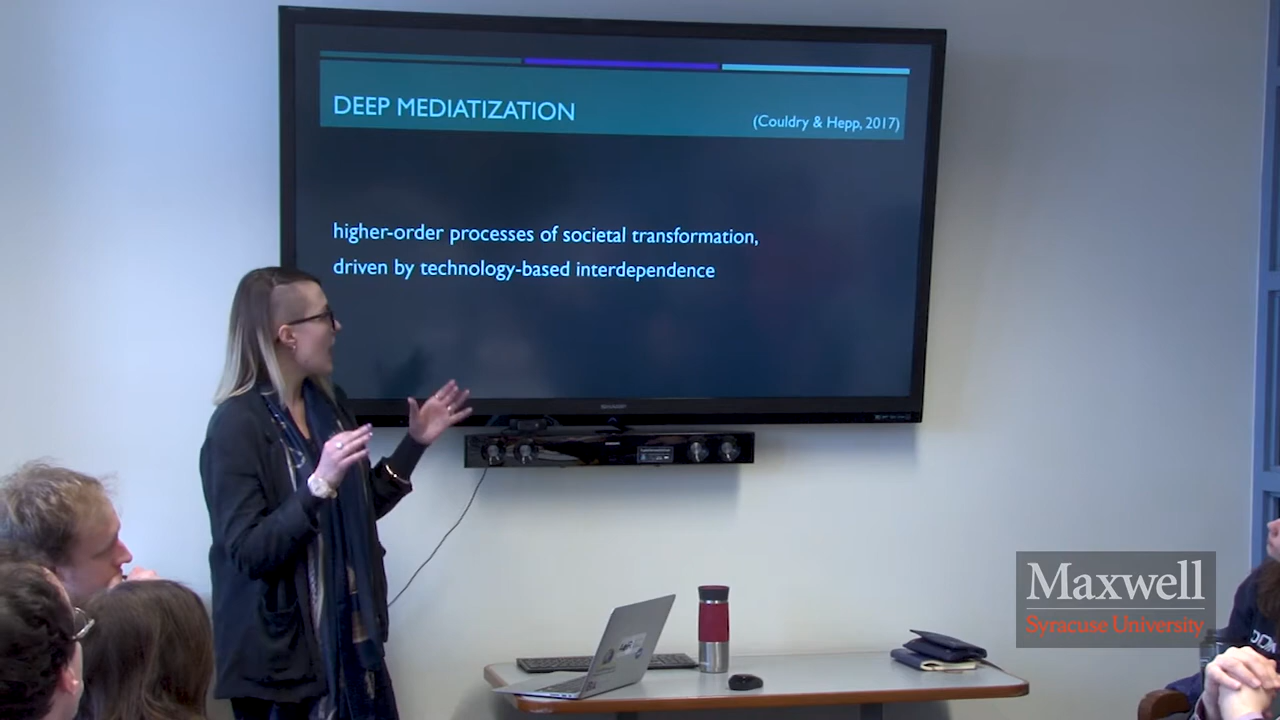 DEEP MEDIATIZATION
(Couldry & Hepp, 2017)
higher-order processes of societal transformation,
driven by technology-based interdependence
SHARP
Maxwell
Syracuse University